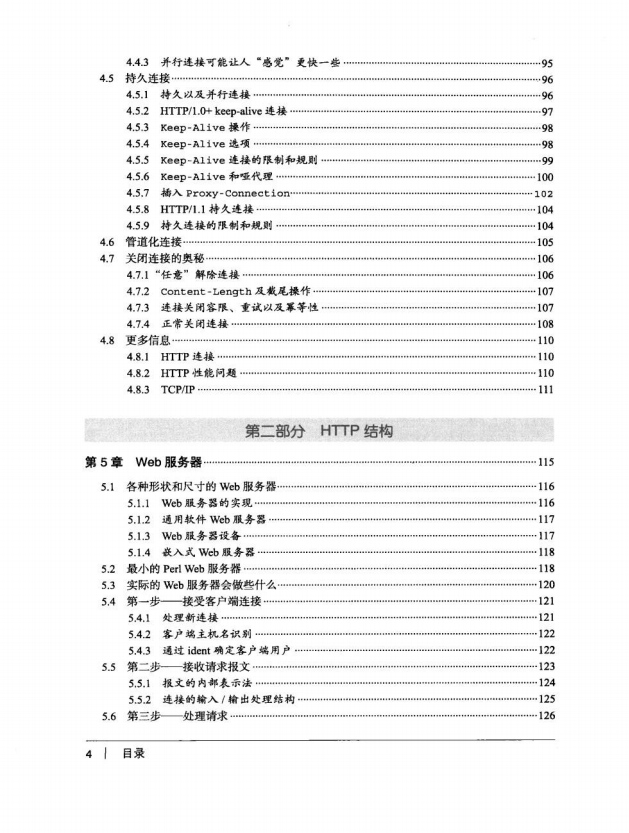 4.4.3 并行连接可能让人“感觉”更快一些 95
4.5 持久连接 96
4.5.1 持久以及并行连接 96
4.5.2 HTTP/1.0+ keep-alive 连接 97
4.5.3 Keep-Alive 操作 98
4.5.4 Keep-Alive 选项 98
4.5.5 Keep-Alive 连接的限制和规则 99
4.5.6 Keep-Alive 和哑代理 100
4.5.7 插入 Proxy-Connection 102
4.5.8 HTTP/1.1 持久连接 104
4.5.9 持久连接的限制和规则 104
4.6 管道化连接 105
4.7 关闭连接的奥秘 106
4.7.1 “任意”解除连接 106
4.7.2 Content-Length 及截尾操作 107
4.7.3 连接关闭容限、重试以及幂等性 107
4.7.4 正常关闭连接 108
4.8 更多信息 110
4.8.1 HTTP 连接 110
4.8.2 HTTP 性能问题 110
4.8.3 TCP/IP 111
第二部分 HTTP 结构
第 5 章 Web 服务器 115
5.1 各种形状和尺寸的 Web 服务器 116
5.1.1 Web 服务器的实现 116
5.1.2 通用软件 Web 服务器 117
5.1.3 Web 服务器设备 117
5.1.4 嵌入式 Web 服务器 118
5.2 最小的 Perl Web 服务器 118
5.3 实际的 Web 服务器会做些什么 120
5.4 第一步——接受客户端连接 121
5.4.1 处理新连接 121
5.4.2 客户端主机名识别 122
5.4.3 通过 ident 确定客户端用户 122
5.5 第二步——接收请求报文 123
5.5.1 报文的内部表示法 124
5.5.2 连接的输入/输出处理结构 125
5.6 第三步——处理请求 126
4 | 目录